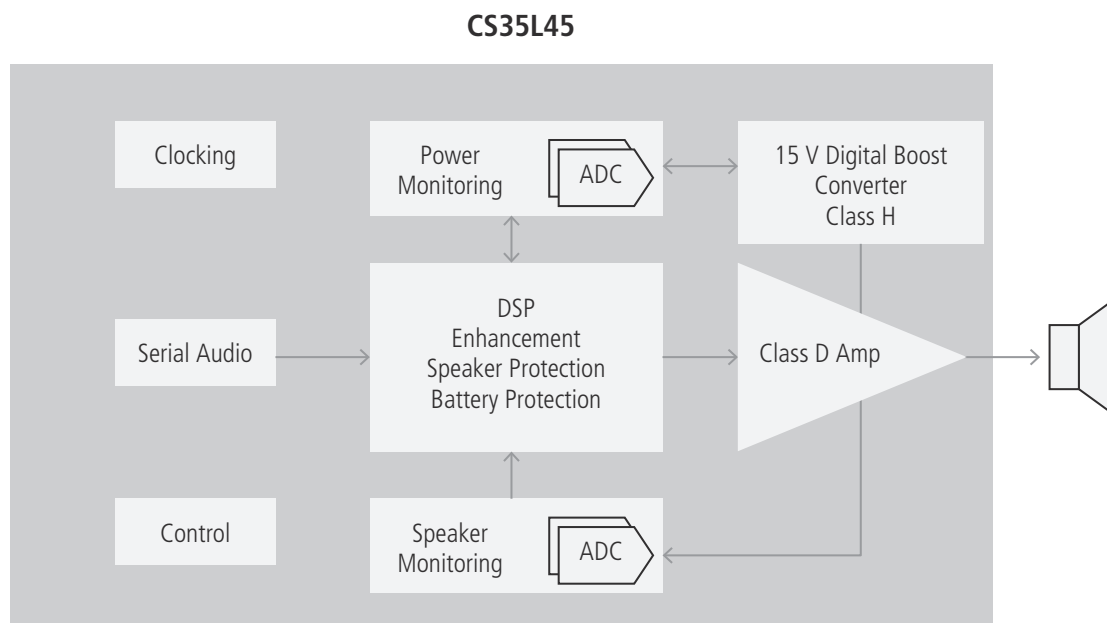 CS35L45
Clocking
Power
Monitoring
ADC
15 V Digital Boost
Converter
Class H
Serial Audio
DSP
Enhancement
Speaker Protection
Battery Protection
Class D Amp
Control
Speaker
Monitoring
ADC